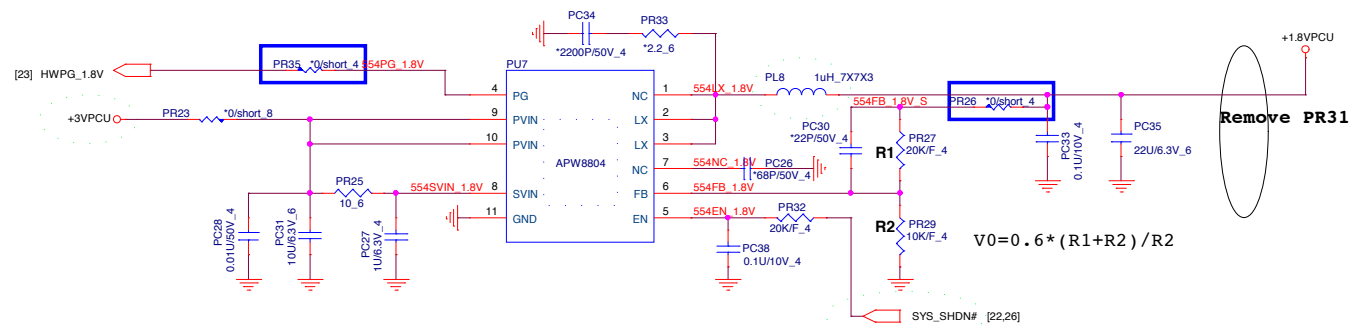 +1.8VPCU
PC34
*2200P/50V_4
PR33
*2.2_6
[23] HWPG_1.8V
PR35
*0/short_4
554PG_1.8V
PU7
4
PG
NC
1
554LX_1.8V
PL8
1uH_7X7X3
+3VPCU
PR23
*0/short_8
9
PVIN
LX
2
554FB_1.8V_S
PR26
*0/short_4
Remove PR31
10
PVIN
LX
3
APW8804
PC30
*22P/50V_4
R1
PR27
20K/F_4
PC33
0.1U/10V_4
PC35
22U/6.3V_6
NC
7
554NC_1.8V
PC26
*68P/50V_4
PR25
10_6
554SVIN_1.8V
8
SVIN
FB
6
554FB_1.8V
11
GND
EN
5
554EN_1.8V
PR32
20K/F_4
R2
PR29
10K/F_4
V0=0.6*(R1+R2)/R2
PC28
0.01U/50V_4
PC31
10U/6.3V_6
PC27
1U/6.3V_4
PC38
0.1U/10V_4
SYS_SHDN# [22,26]